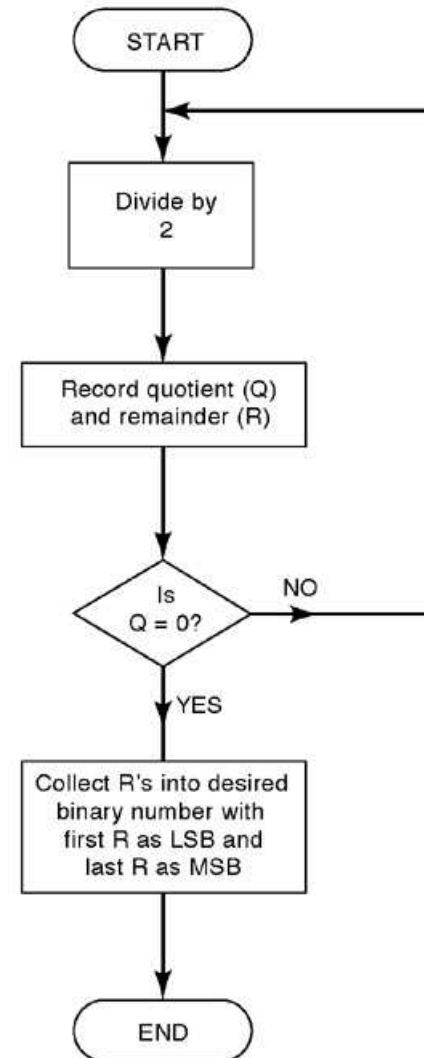 START
Divide by
2
Record quotient (Q)
and remainder (R)
Is
Q = 0?
NO
YES
Collect R's into desired
binary number with
first R as LSB and
last R as MSB
END